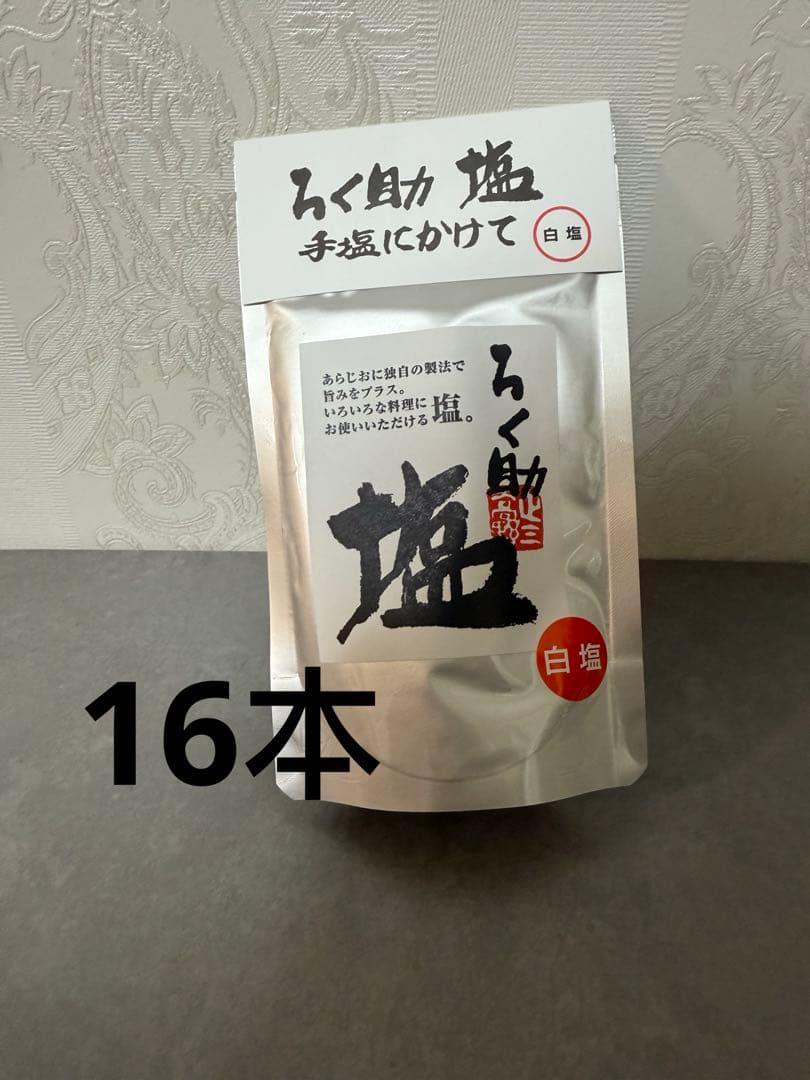 ろく助 塩
手塩にかけて
白塩
あらじおに独自の製法で
旨みをプラス。
いろいろな料理に
お使いいただける塩。
ろく助
塩
白塩
16本